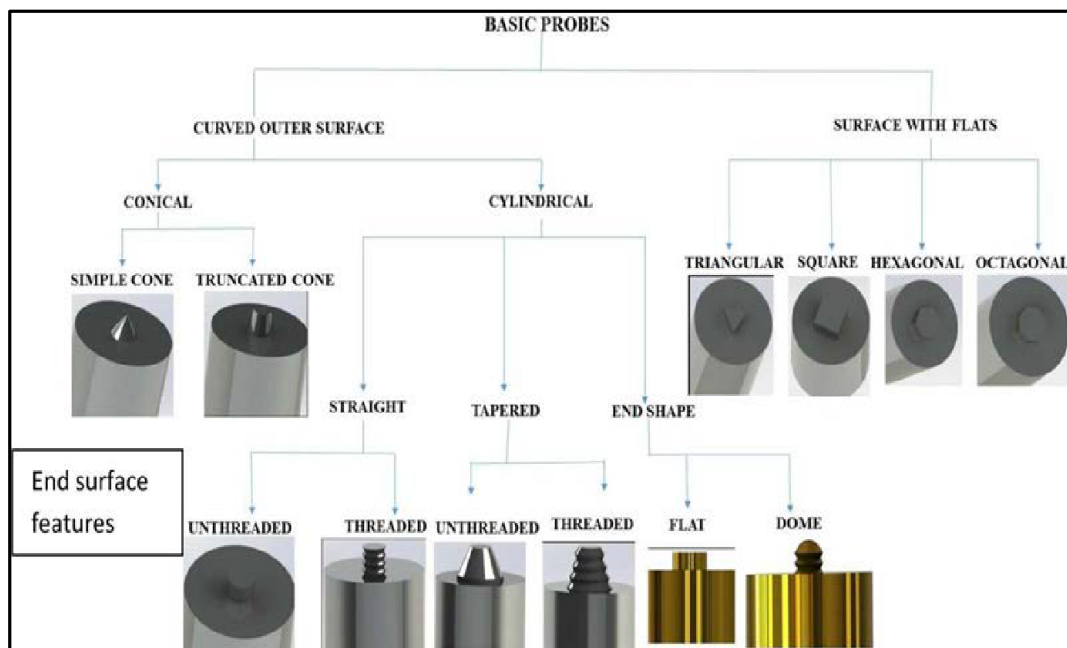 BASIC PROBES
CURVED OUTER SURFACE
SURFACE WITH FLATS
CONICAL
CYLINDRICAL
SIMPLE CONE
TRUNCATED CONE
TRIANGULAR
SQUARE
HEXAGONAL
OCTAGONAL
STRAIGHT
TAPERED
END SHAPE
End surface
features
UNTHREADED
THREADED
UNTHREADED
THREADED
FLAT
DOME